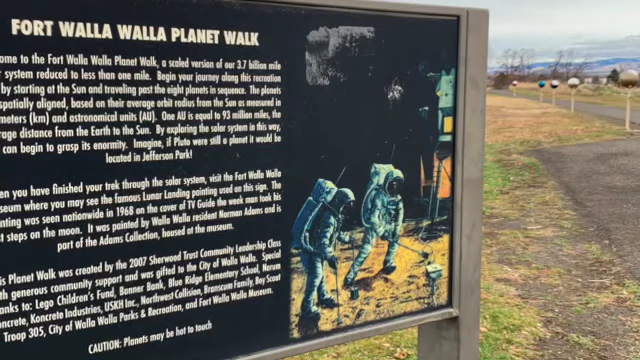 FORT WALLA WALLA PLANET WALK
ome to the Fort Walla Walla Planet Walk, a scaled version of our 3.7 billion mile
system reduced to less than one mile. Begin your journey along this recreation
by starting at the Sun and traveling past the eight planets in sequence. The planets
spatially aligned, based on their average orbit radius from the Sun as measured in
meters (km) and astronomical units (AU). One AU is equal to 93 million miles, the
rage distance from the Earth to the Sun. By exploring the solar system in this way,
can begin to grasp its enormity. Imagine, if Pluto were still a planet it would be
located in Jefferson Park!
en you have finished your trek through the solar system, visit the Fort Walla Walla
seum where you may see the famous Lunar Landing painting used on this sign. The
nting was seen nationwide in 1968 on the cover of TV Guide the week man took his
t steps on the moon. It was painted by Walla Walla resident Norman Adams and is
part of the Adams Collection, housed at the museum.
is Planet Walk was created by the 2007 Sherwood Trust Community Leadership Class
th generous community support and was gifted to the City of Walla Walla. Special
anks to: Lego Children's Fund, Banner Bank, Blue Ridge Elementary School, Narum
oncrete, Koncrete Industries, USKH Inc., Northwest Collision, Branscum Family, Boy Scout
Troop 305, City of Walla Walla Parks & Recreation, and Fort Walla Walla Museum.
CAUTION: Planets may be hot to touch